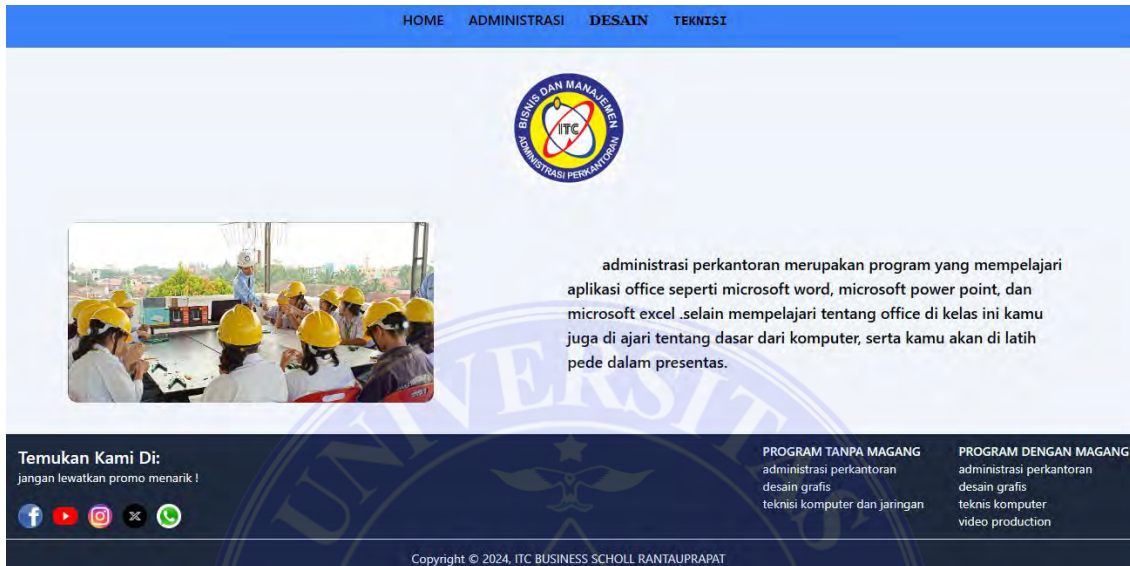 HOME ADMINISTRASI DESAIN TEKNISI
BISNIS DAN MANAJEMEN
ITC
ADMINISTRASI PERKANTORAN
administrasi perkantoran merupakan program yang mempelajari
aplikasi office seperti microsoft word, microsoft power point, dan
microsoft excel .selain mempelajari tentang office di kelas ini kamu
juga di ajari tentang dasar dari komputer, serta kamu akan di latih
pede dalam presentas.
UNIVERSITAS
Temukan Kami Di:
jangan lewatkan promo menarik !
PROGRAM TANPA MAGANG
administrasi perkantoran
desain grafis
teknisi komputer dan jaringan
PROGRAM DENGAN MAGANG
administrasi perkantoran
desain grafis
teknis komputer
video production
Copyright © 2024, ITC BUSINESS SCHOLL RANTAUPRAPAT